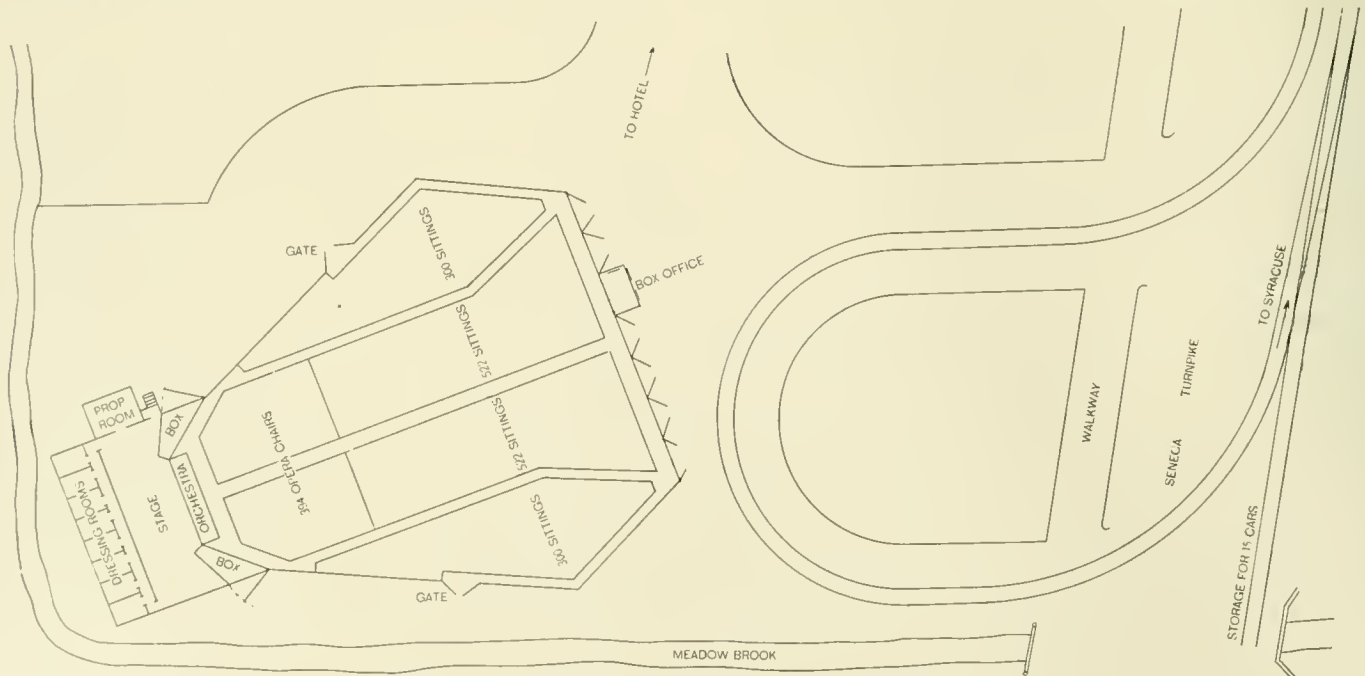 TO HOTEL
GATE
300 SITTINGS
BOX OFFICE
522 SITTINGS
TO SYRACUSE
TURNPIKE
PROP
ROOM
BOX
394 OPERA CHAIRS
WALKWAY
SENECA
ORCHESTRA
STAGE
DRESSING ROOMS
522 SITTINGS
300 SITTINGS
BOX
GATE
STORAGE FOR 15 CARS
MEADOW BROOK